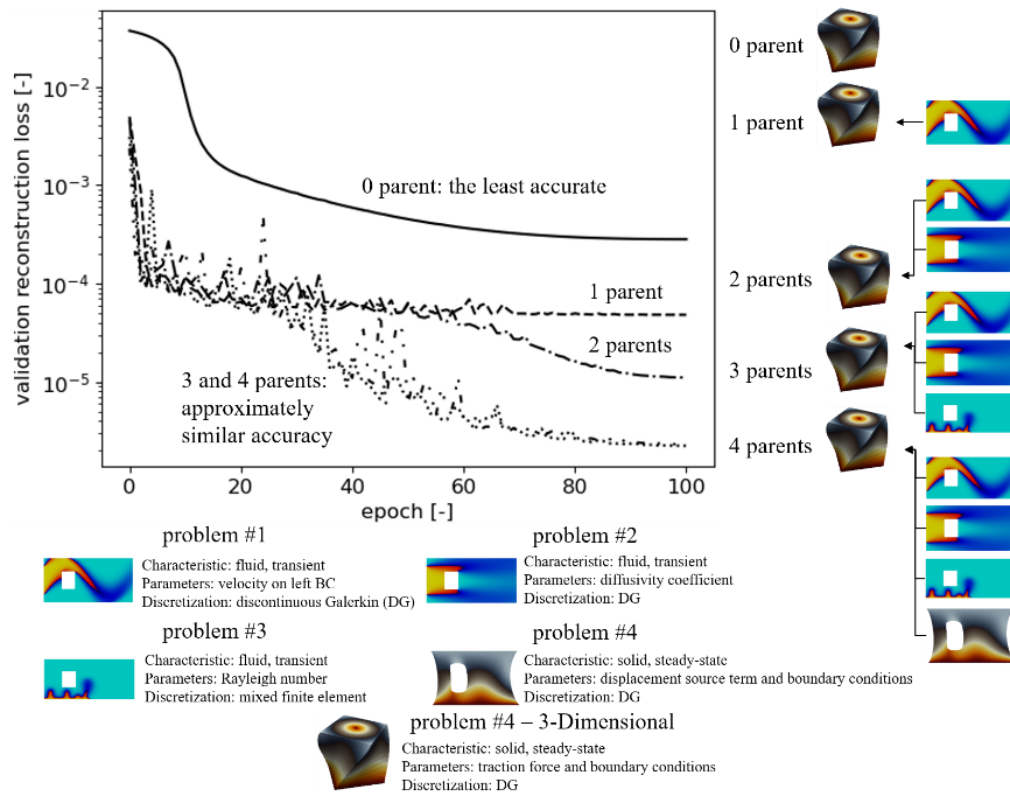 validation reconstruction loss [-]
10⁻²
10⁻³
10⁻⁴
10⁻⁵
0 parent: the least accurate
1 parent
2 parents
3 and 4 parents:
approximately
similar accuracy
0
20
40
60
80
100
epoch [-]
0 parent
1 parent
2 parents
3 parents
4 parents
problem #1
Characteristic: fluid, transient
Parameters: velocity on left BC
Discretization: discontinuous Galerkin (DG)
problem #2
Characteristic: fluid, transient
Parameters: diffusivity coefficient
Discretization: DG
problem #3
Characteristic: fluid, transient
Parameters: Rayleigh number
Discretization: mixed finite element
problem #4
Characteristic: solid, steady-state
Parameters: displacement source term and boundary conditions
Discretization: DG
problem #4 – 3-Dimensional
Characteristic: solid, steady-state
Parameters: traction force and boundary conditions
Discretization: DG